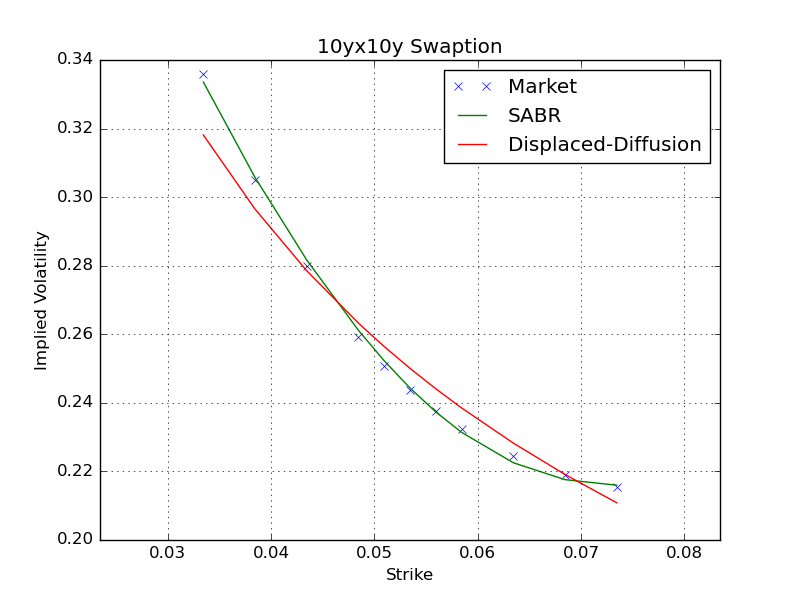 10yx10y Swaption
0.34
0.32
0.30
0.28
0.26
0.24
0.22
0.20
Implied Volatility
Market
SABR
Displaced-Diffusion
0.03 0.04 0.05 0.06 0.07 0.08
Strike